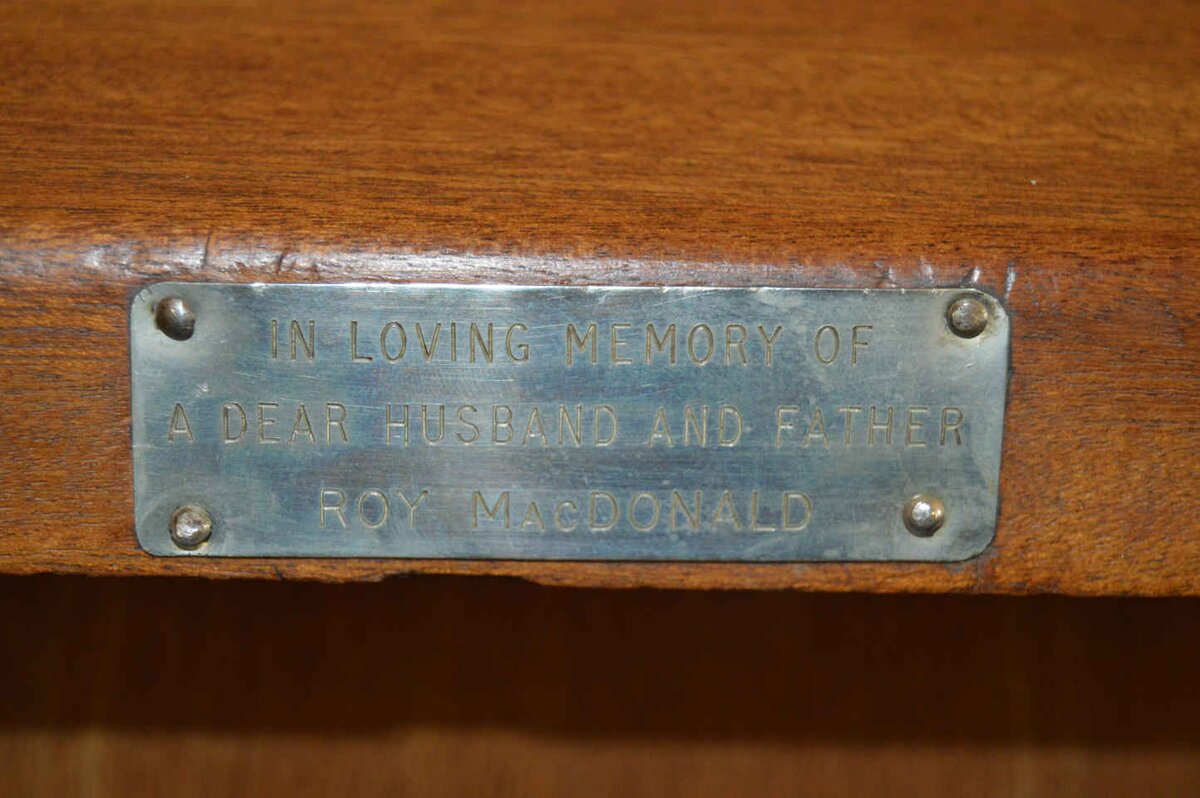 IN LOVING MEMORY OF
A DEAR HUSBAND AND FATHER
ROY MACDONALD